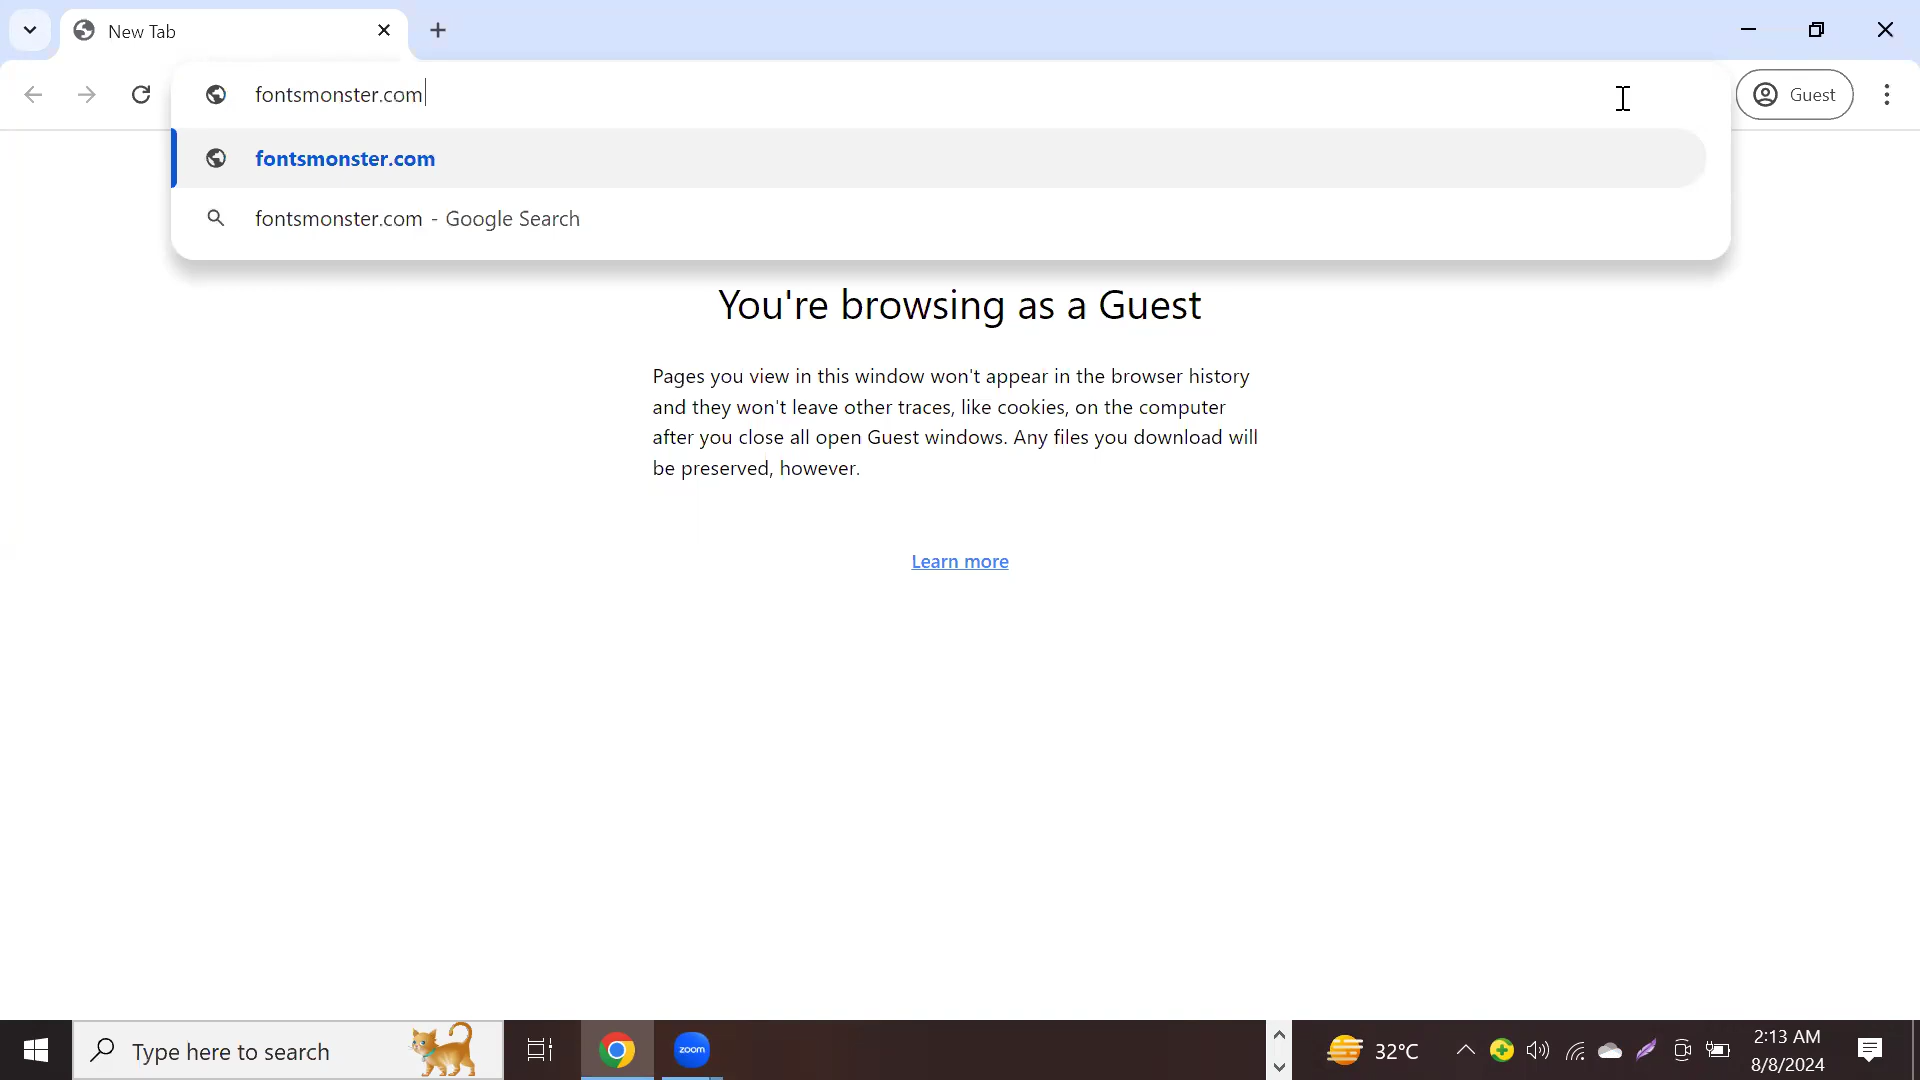 New Tab
fontsmonster.com
Guest
fontsmonster.com
fontsmonster.com - Google Search
You're browsing as a Guest
Pages you view in this window won't appear in the browser history
and they won't leave other traces, like cookies, on the computer
after you close all open Guest windows. Any files you download will
be preserved, however.
Learn more
Type here to search
zoom
32°C
2:13 AM
8/8/2024